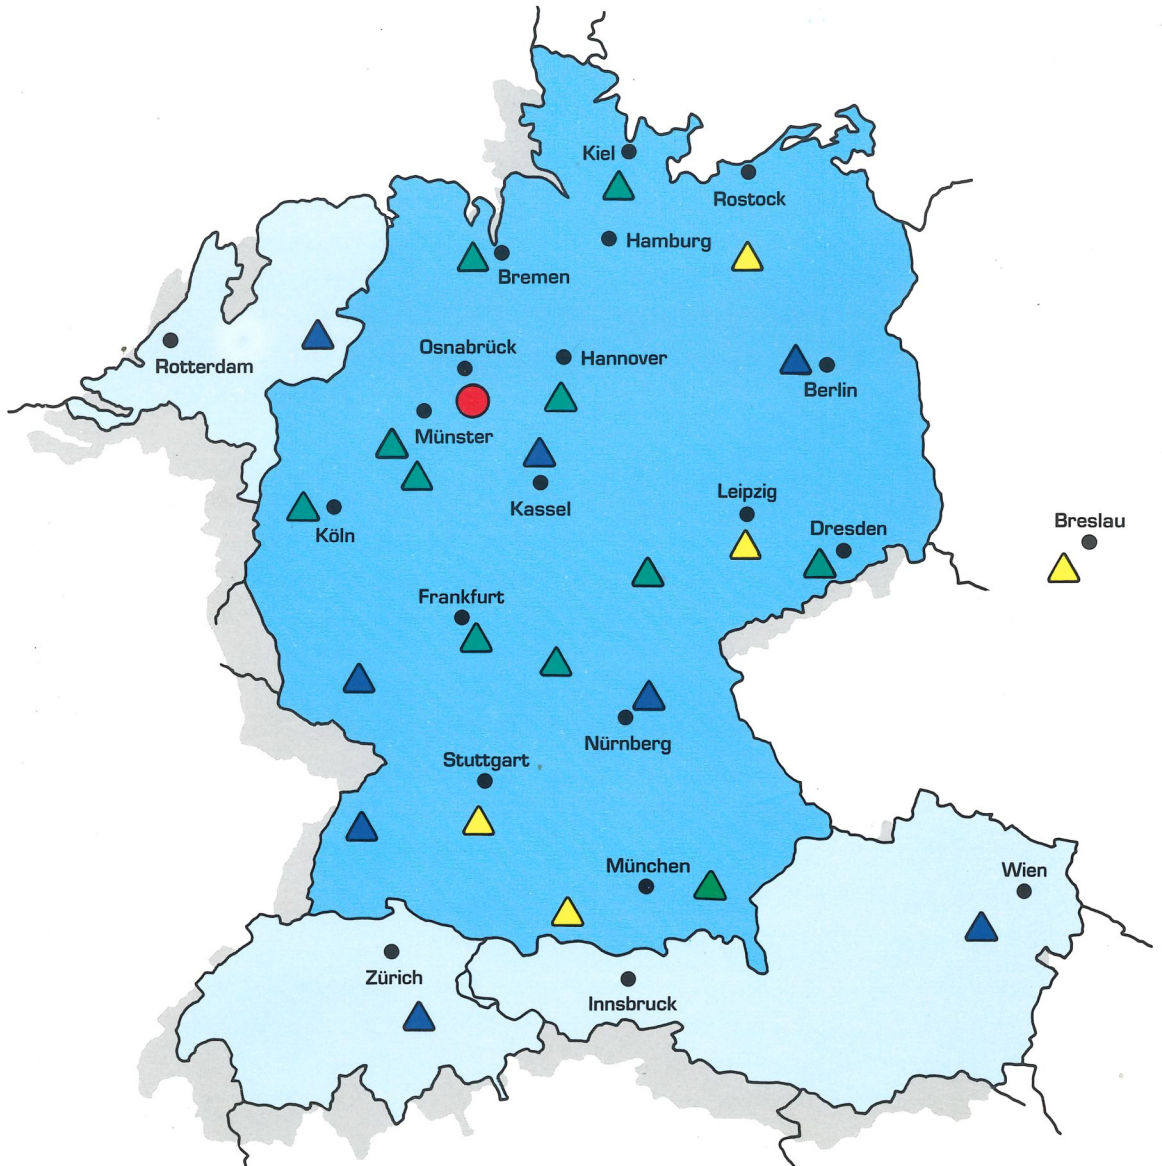 Kiel
Rostock
Hamburg
Bremen
Osnabrück
Hannover
Rotterdam
Berlin
Münster
Leipzig
Kassel
Breslau
Dresden
Köln
Frankfurt
Nürnberg
Stuttgart
München
Wien
Zürich
Innsbruck